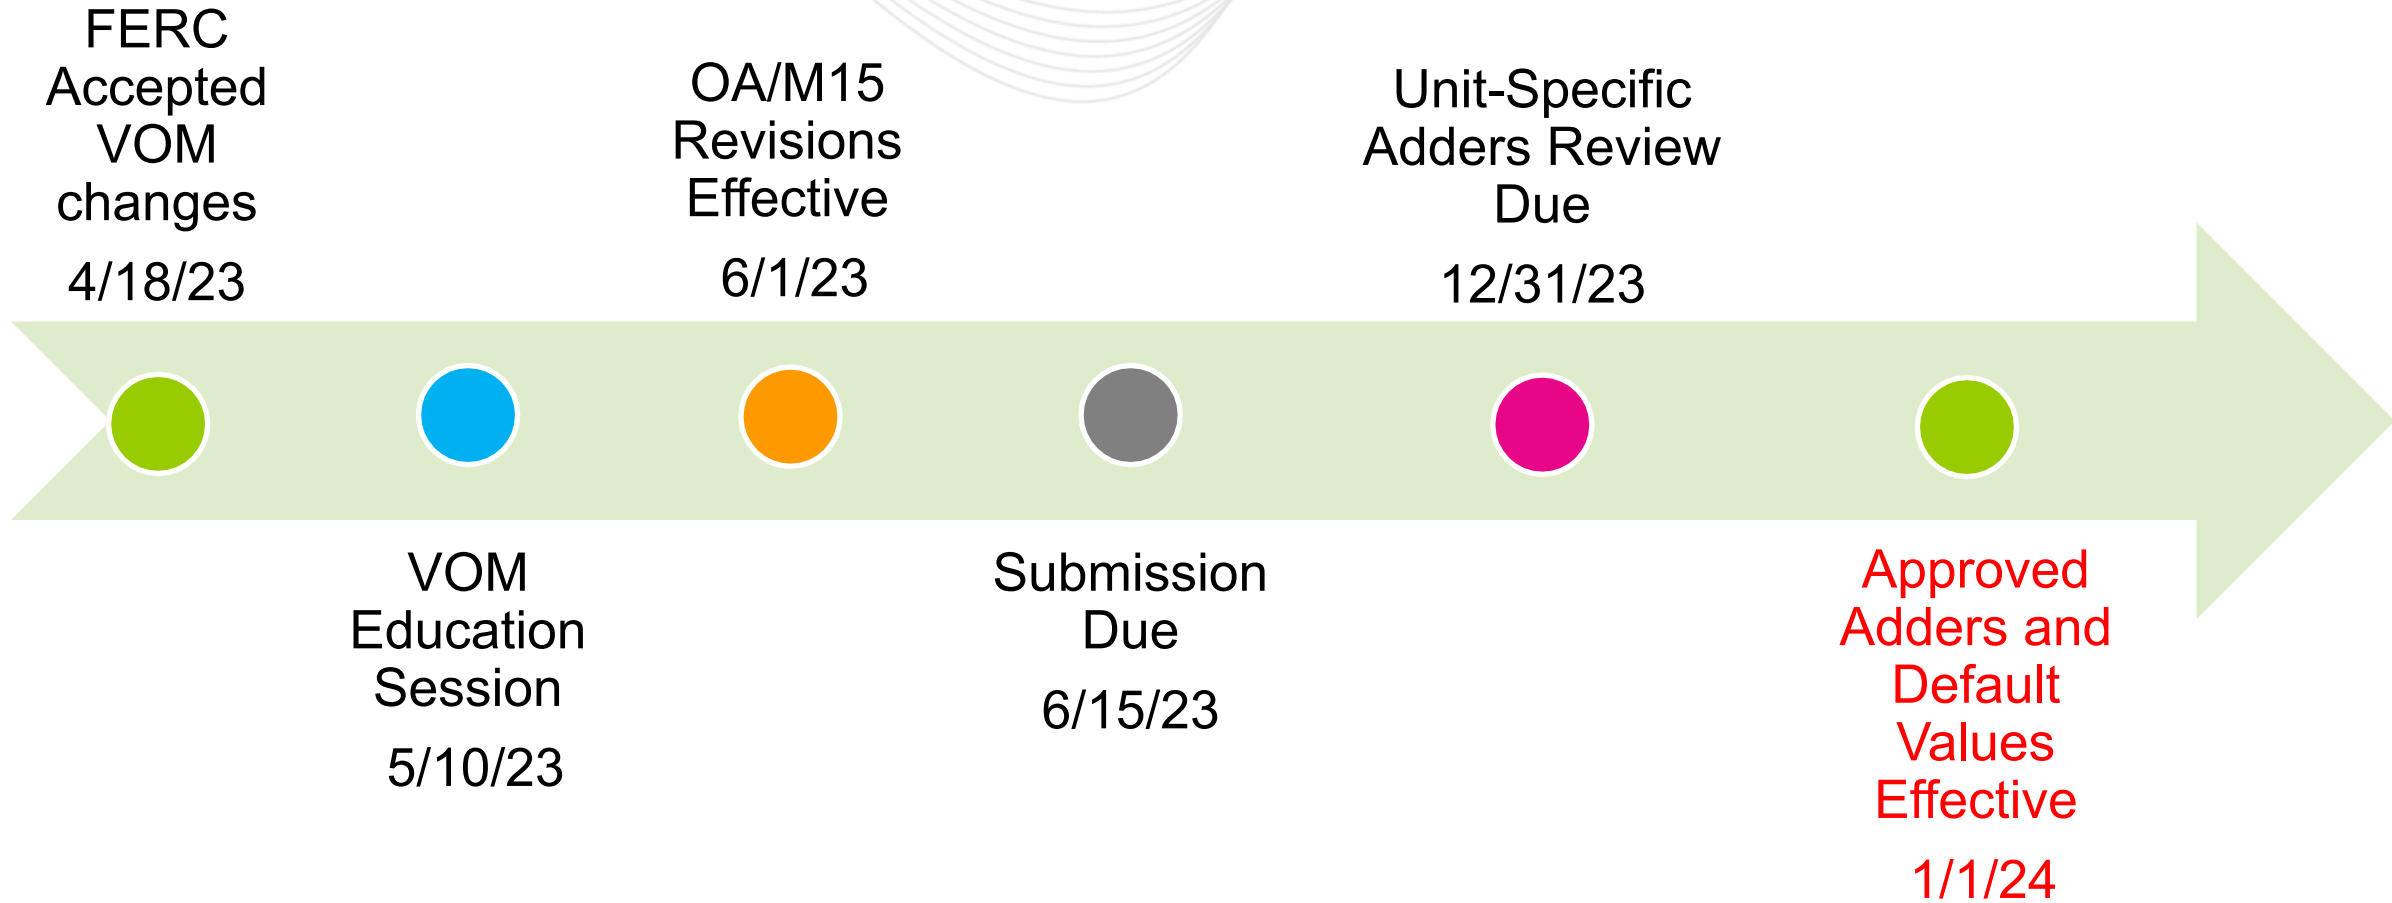 FERC
Accepted
VOM
changes
4/18/23
VOM
Education
Session
5/10/23
OA/M15
Revisions
Effective
6/1/23
Submission
Due
6/15/23
Unit-Specific
Adders Review
Due
12/31/23
Approved
Adders and
Default
Values
Effective
1/1/24